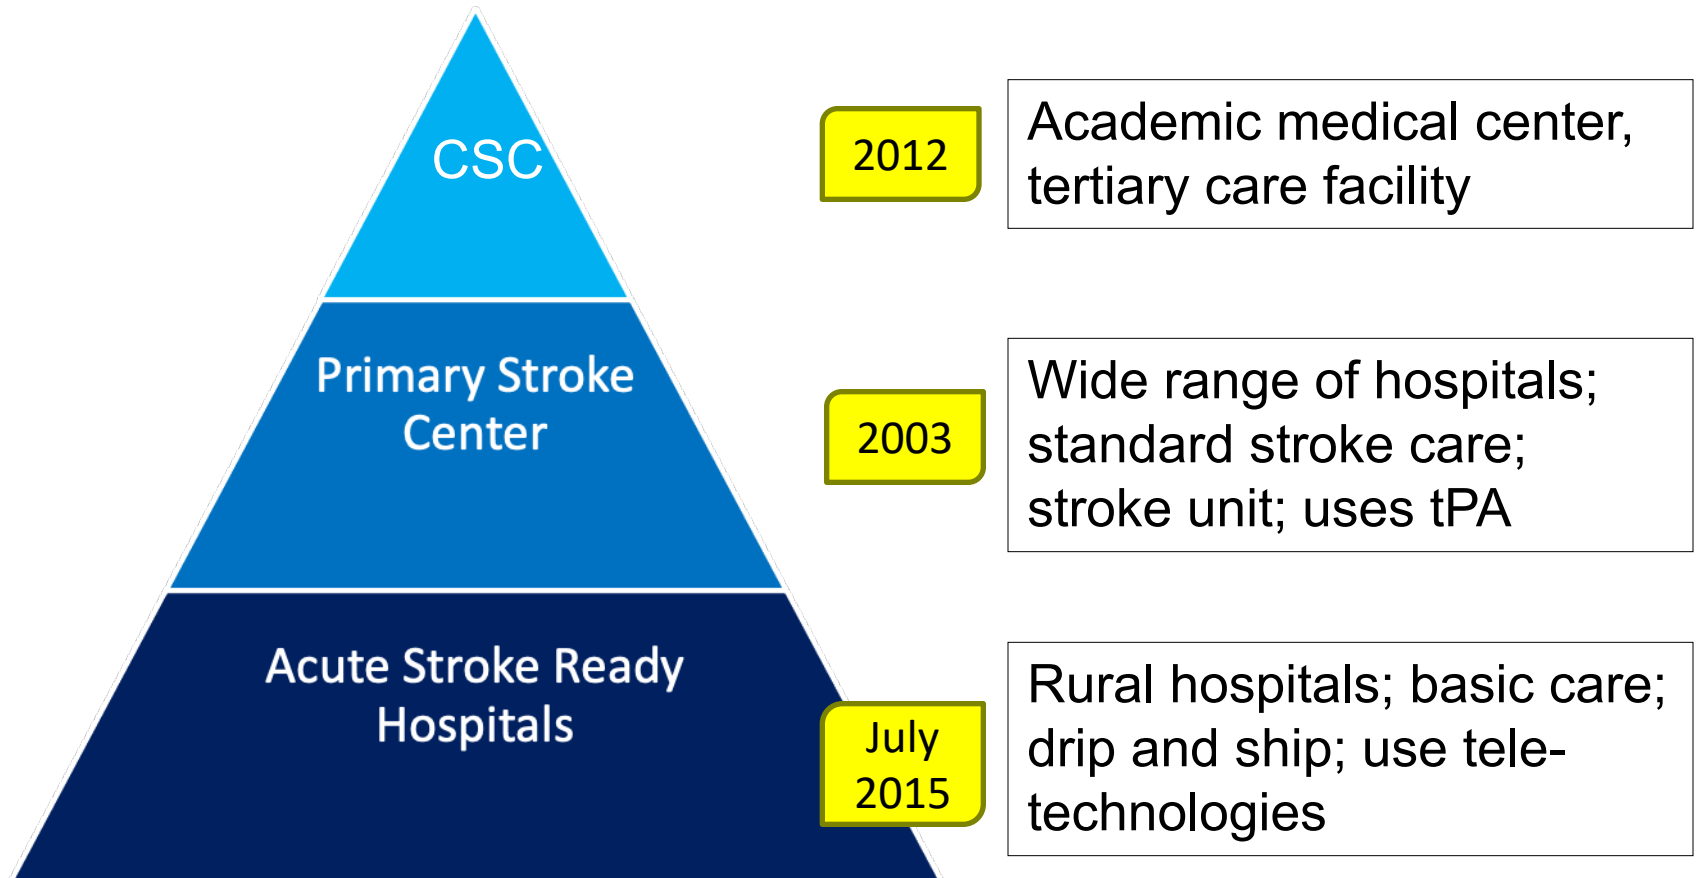 CSC
2012
Academic medical center,
tertiary care facility
Primary Stroke
Center
2003
Wide range of hospitals;
standard stroke care;
stroke unit; uses tPA
Acute Stroke Ready
Hospitals
July
2015
Rural hospitals; basic care;
drip and ship; use tele-
technologies